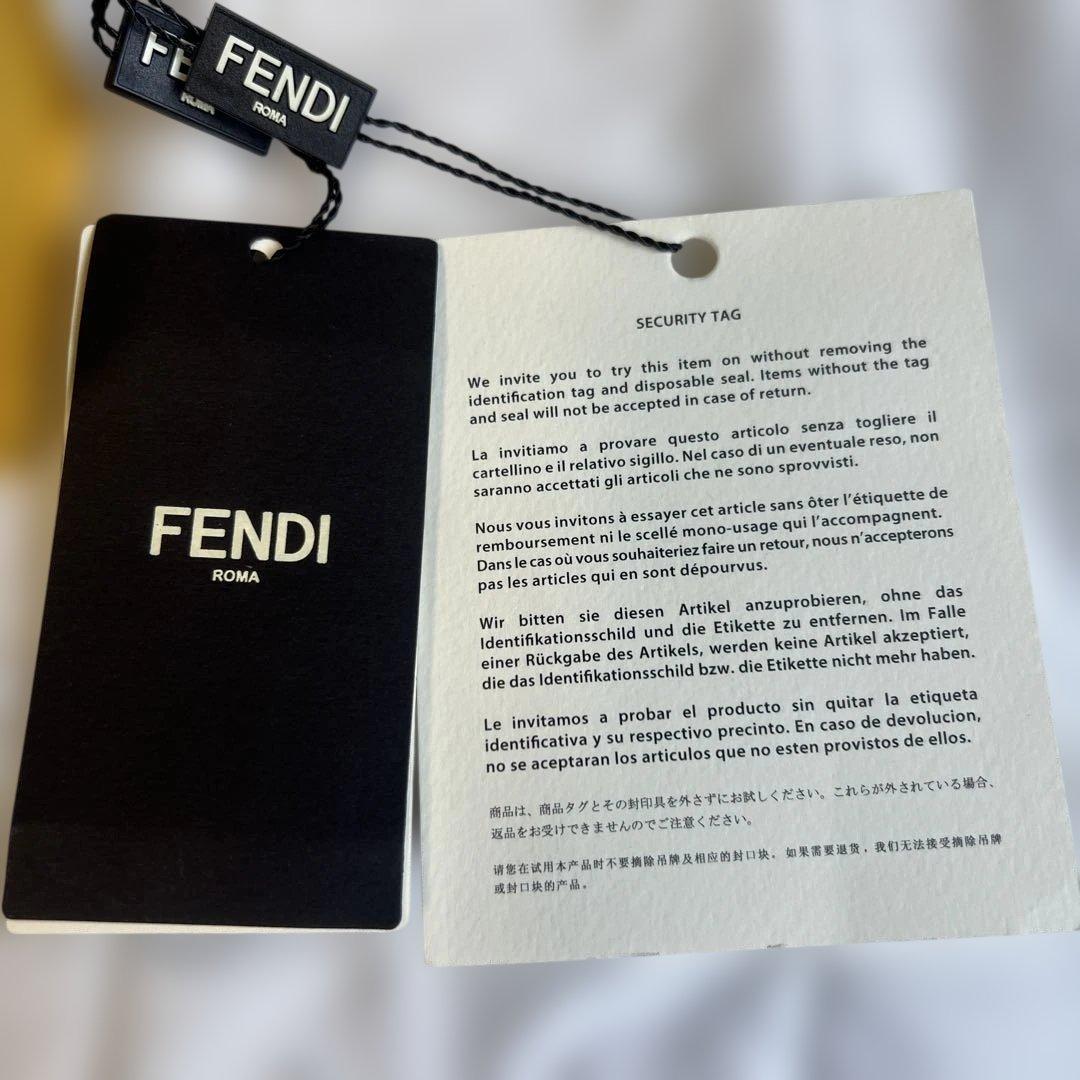 FE
ROMA
FENDI
ROMA
FENDI
ROMA
SECURITY TAG
We invite you to try this item on without removing the
identification tag and disposable seal. Items without the tag
and seal will not be accepted in case of return.
La invitiamo a provare questo articolo senza togliere il
cartellino e il relativo sigillo. Nel caso di un eventuale reso, non
saranno accettati gli articoli che ne sono sprovvisti.
Nous vous invitons à essayer cet article sans ôter l'étiquette de
remboursement ni le scellé mono-usage qui l'accompagnent.
Dans le cas où vous souhaiteriez faire un retour, nous n'accepterons
pas les articles qui en sont dépourvus.
Wir bitten sie diesen Artikel anzuprobieren, ohne das
Identifikationsschild und die Etikette zu entfernen. Im Falle
einer Rückgabe des Artikels, werden keine Artikel akzeptiert,
die das Identifikationsschild bzw. die Etikette nicht mehr haben.
Le invitamos a probar el producto sin quitar la etiqueta
identificativa y su respectivo precinto. En caso de devolucion,
no se aceptaran los articulos que no esten provistos de ellos.
商品は、商品タグとその封印具を外さずにお試しください。これらが外されている場合、
返品をお受けできませんのでご注意ください。
请您在试用本产品时不要摘除吊牌及相应的封口块。如果需要退货，我们无法接受摘除吊牌
或封口块的产品。